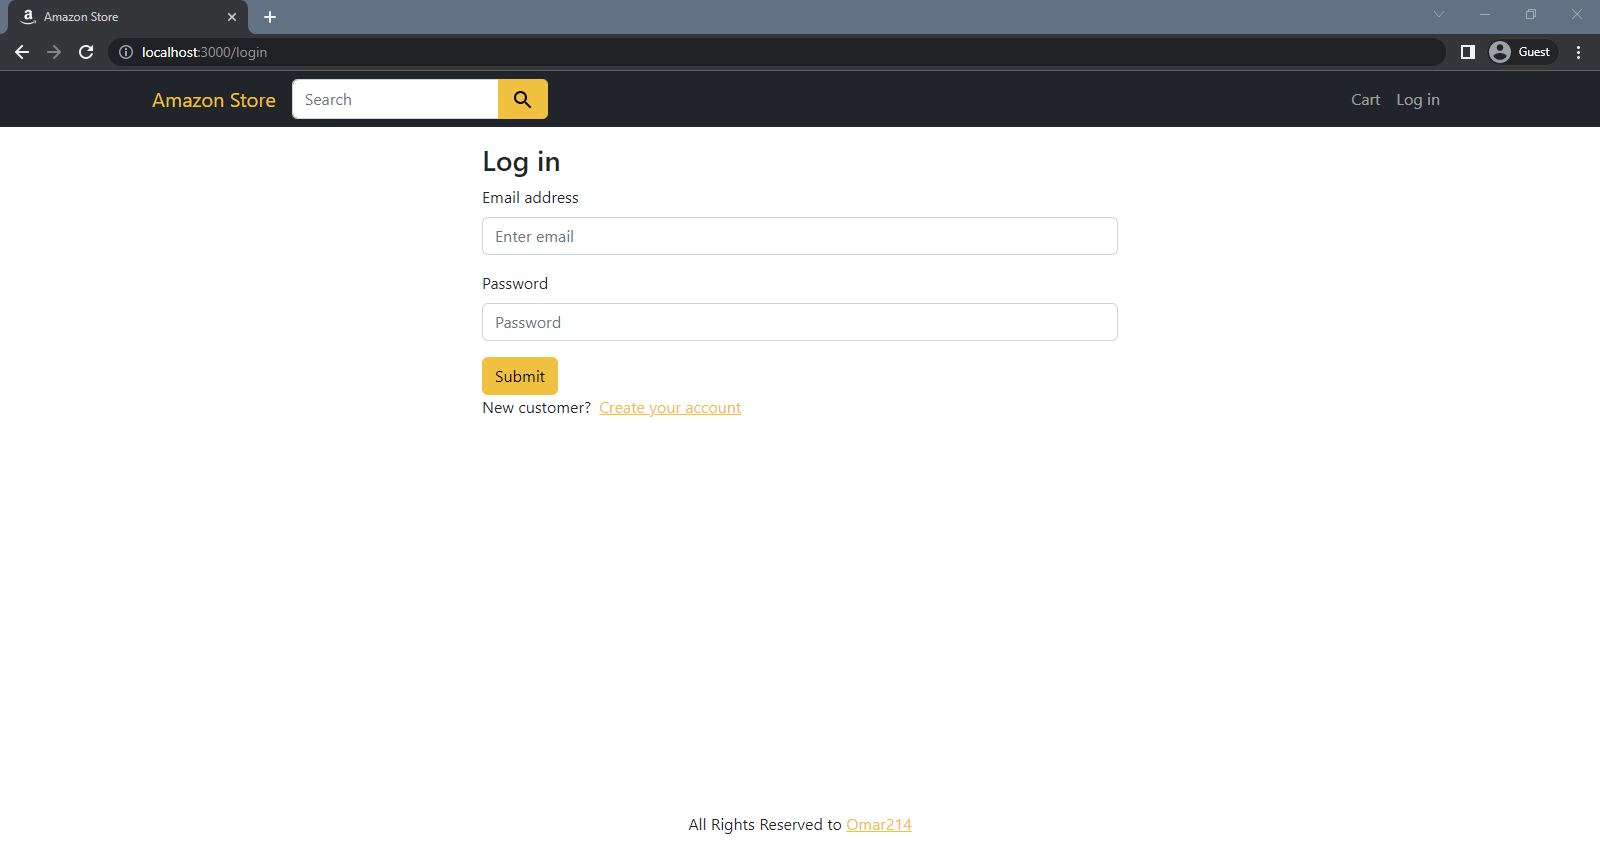 Amazon Store
localhost:3000/login
Guest
Amazon Store Search Cart Log in
Log in
Email address
Enter email
Password
Password
Submit
New customer? Create your account
All Rights Reserved to Omar214